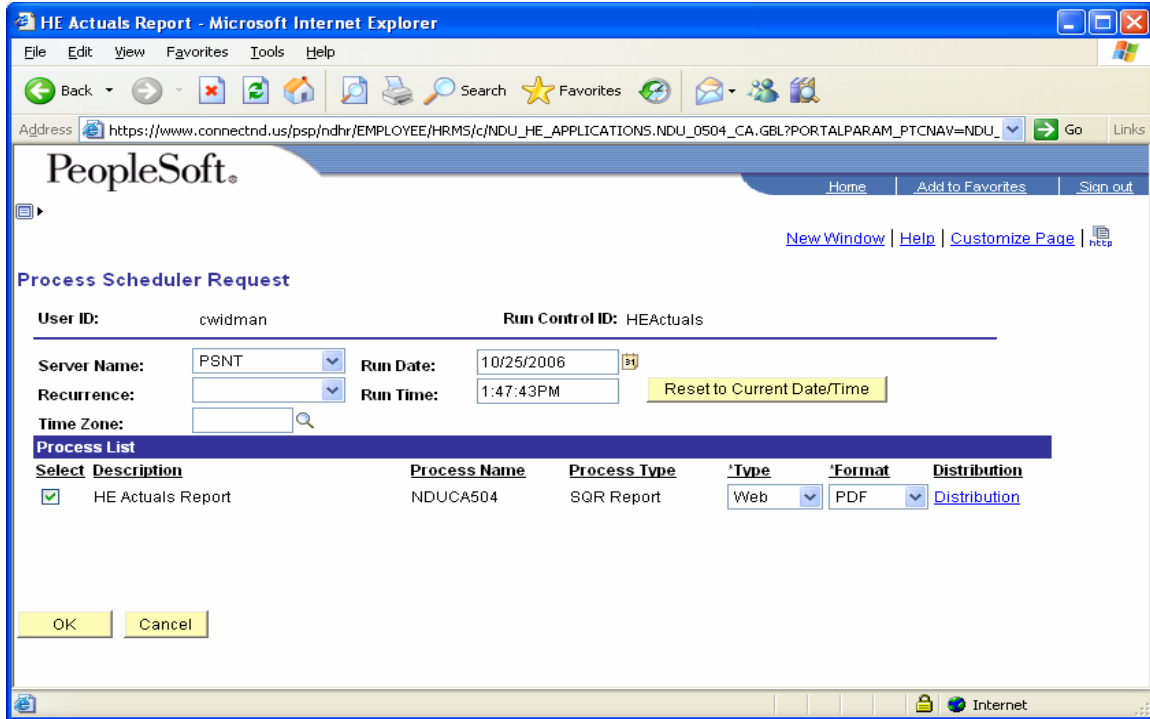 HE Actuals Report - Microsoft Internet Explorer
File Edit View Favorites Tools Help
Back Search Favorites
Address https://www.connectnd.us/psp/ndhr/EMPLOYEE/HRMS/c/NDU_HE_APPLICATIONS.NDU_0504_CA.GBL?PORTALPARAM_PTCNAV=NDU_ Go Links
PeopleSoft®
Home Add to Favorites Sign out
New Window | Help | Customize Page | http
Process Scheduler Request
User ID: cwidman Run Control ID: HEActuals
Server Name: PSNT Run Date: 10/25/2006 31
Recurrence: Run Time: 1:47:43PM Reset to Current Date/Time
Time Zone:
Process List
Select Description Process Name Process Type *Type *Format Distribution
HE Actuals Report NDUCA504 SQR Report Web PDF Distribution
OK Cancel
Internet